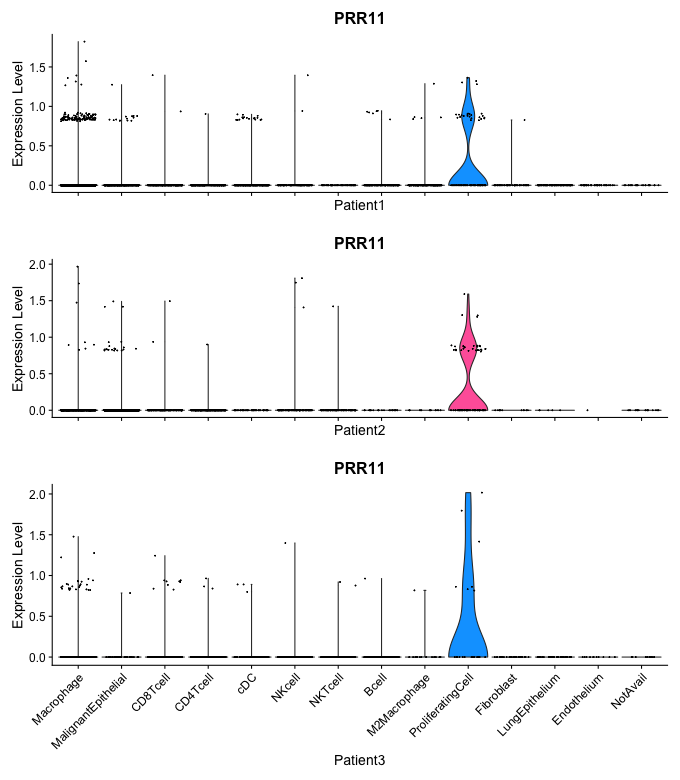 PRR11
Expression Level
1.5
1.0
0.5
0.0
Patient1
PRR11
Expression Level
2.0
1.5
1.0
0.5
0.0
Patient2
PRR11
Expression Level
2.0
1.5
1.0
0.5
0.0
Macrophage
MalignantEpithelial
CD8Tcell
CD4Tcell
cDC
NKcell
NKTcell
Bcell
M2Macrophage
ProliferatingCell
Fibroblast
LungEpithelium
Endothelium
NotAvail
Patient3